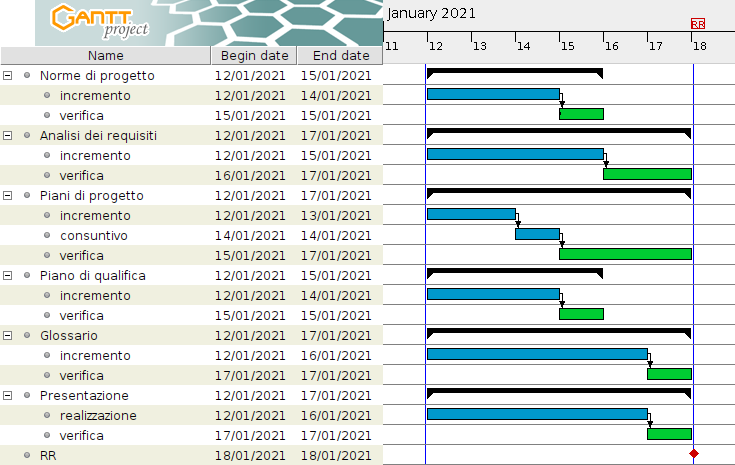 GANTT
project
January 2021
RR
11 12 13 14 15 16 17 18
Name Begin date End date
Norme di progetto 12/01/2021 15/01/2021
incremento 12/01/2021 14/01/2021
verifica 15/01/2021 15/01/2021
Analisi dei requisiti 12/01/2021 17/01/2021
incremento 12/01/2021 15/01/2021
verifica 16/01/2021 17/01/2021
Piani di progetto 12/01/2021 17/01/2021
incremento 12/01/2021 13/01/2021
consuntivo 14/01/2021 14/01/2021
verifica 15/01/2021 17/01/2021
Piano di qualifica 12/01/2021 15/01/2021
incremento 12/01/2021 14/01/2021
verifica 15/01/2021 15/01/2021
Glossario 12/01/2021 17/01/2021
incremento 12/01/2021 16/01/2021
verifica 17/01/2021 17/01/2021
Presentazione 12/01/2021 17/01/2021
realizzazione 12/01/2021 16/01/2021
verifica 17/01/2021 17/01/2021
RR 18/01/2021 18/01/2021